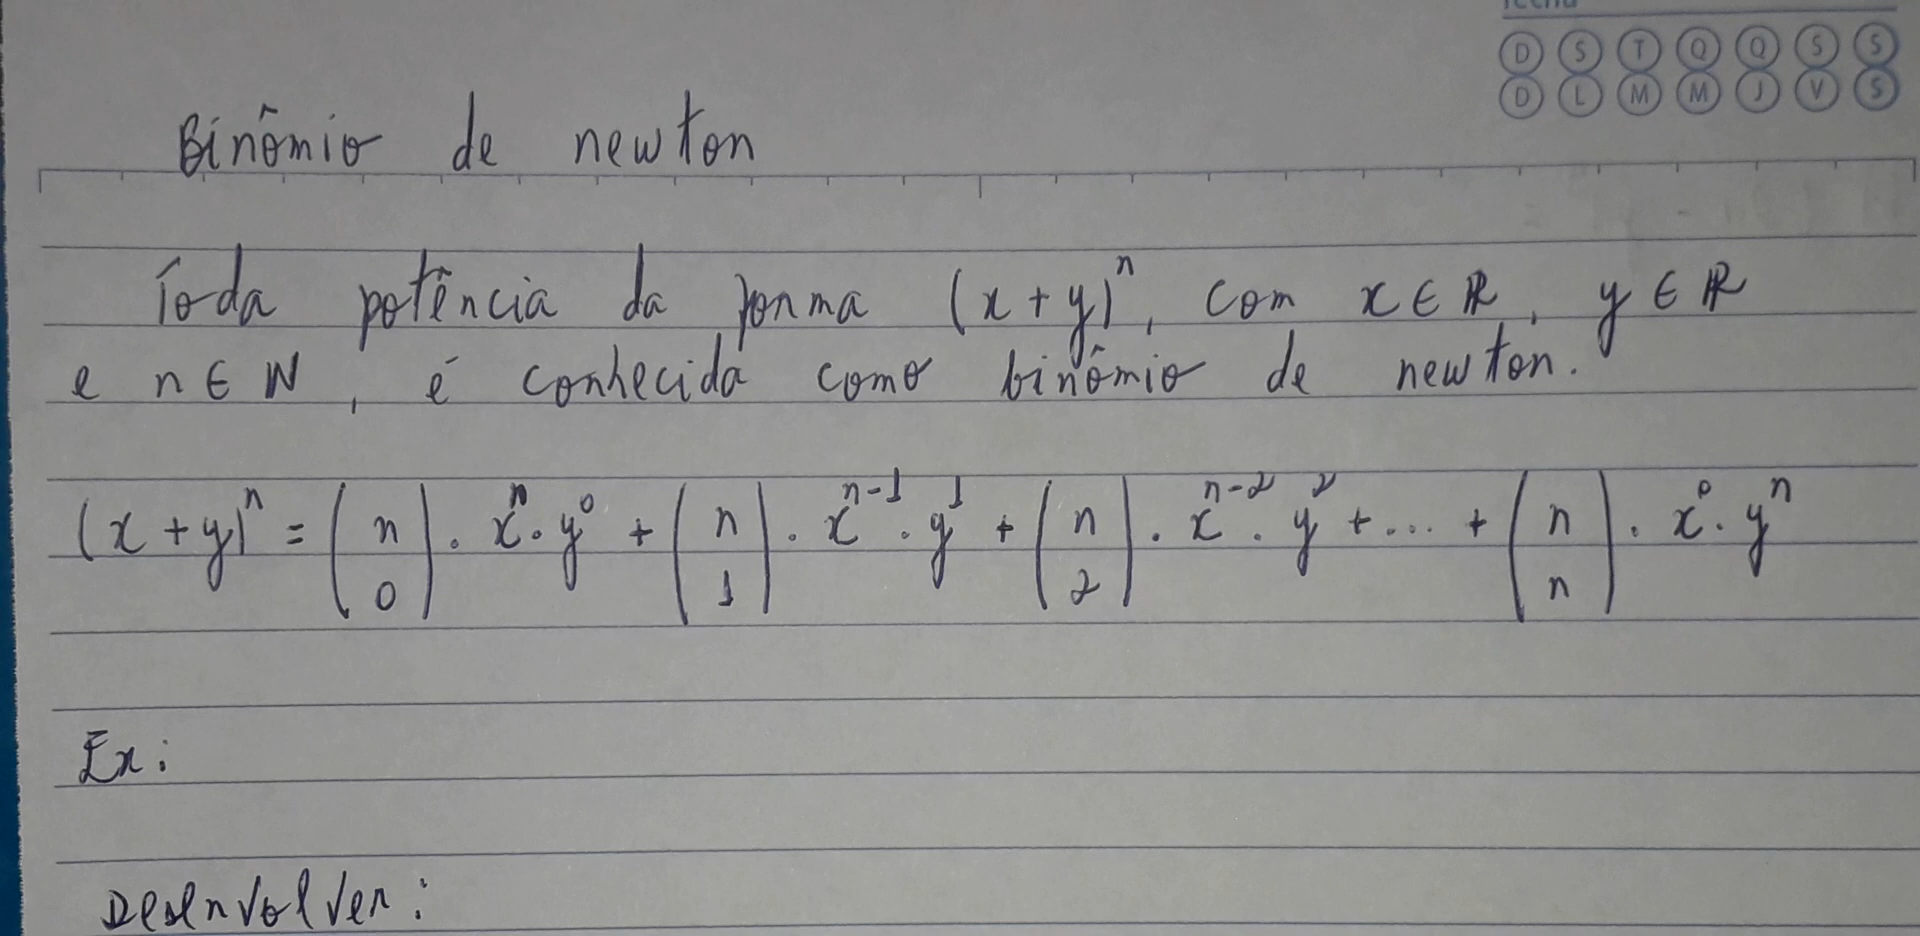 fecha
D S T Q Q S S
D L M M J V S
Binômio de newton
Toda potência da forma (x + y)ⁿ, com x ∈ ℝ, y ∈ ℝ
e n ∈ ℕ, é conhecida como binômio de newton.
(x + y)ⁿ = (n 0) . xⁿ . y⁰ + (n 1) . xⁿ⁻¹ . y¹ + (n 2) . xⁿ⁻² . y² + ... + (n n) . x⁰ . yⁿ
Ex:
Desenvolver: